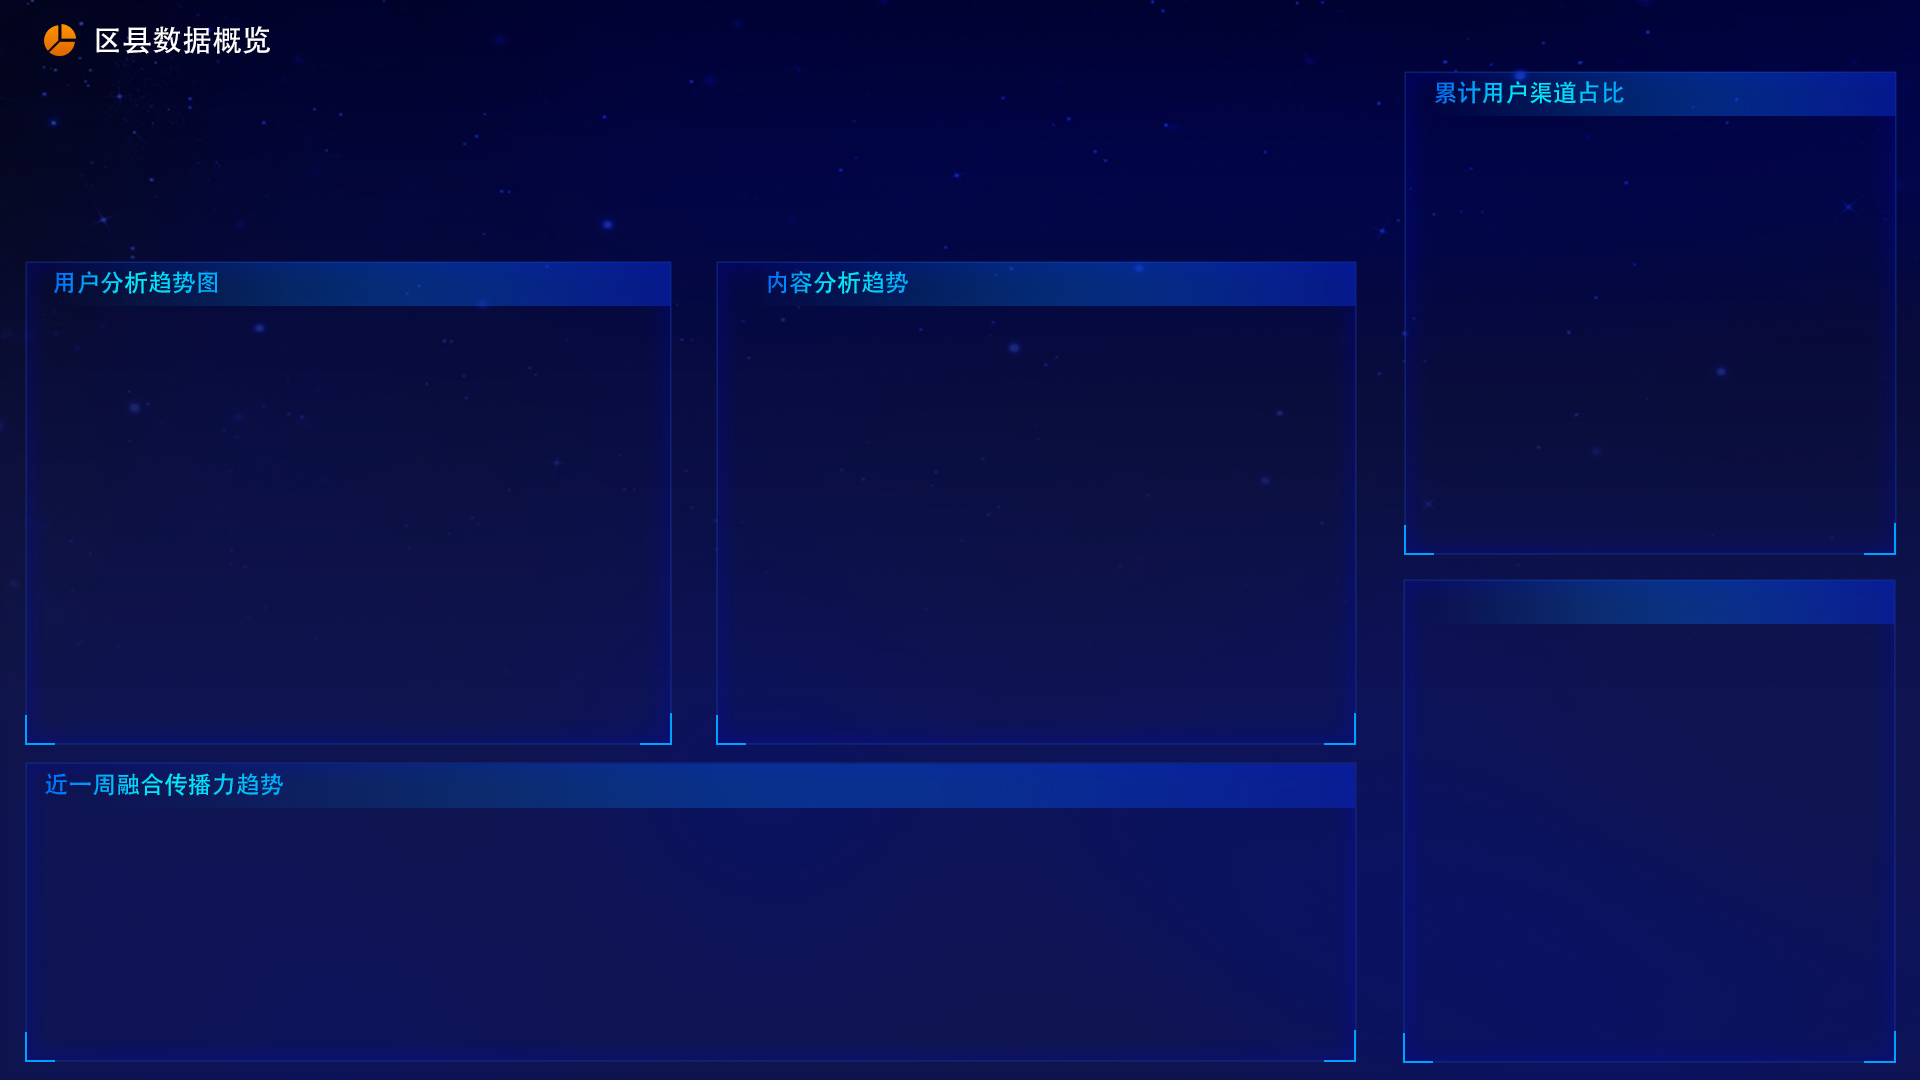 区县数据概览
累计用户渠道占比
用户分析趋势图
内容分析趋势
近一周融合传播力趋势